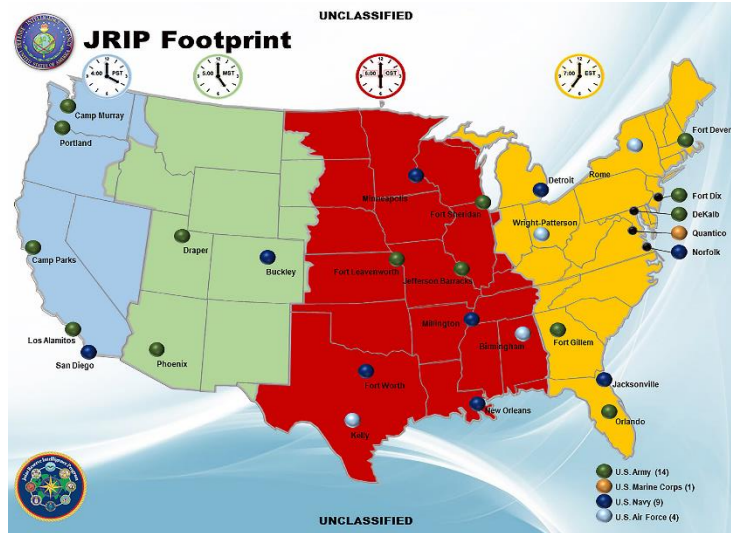 UNCLASSIFIED
JRIP Footprint
4:00 PST
5:00 MST
6:00 CST
7:00 EST
Camp Murray
Portland
Fort Deven
Rome
Detroit
Minneapolis
Fort Sheridan
Fort Dix
DeKalb
Wright-Patterson
Quantico
Draper
Norfolk
Camp Parks
Buckley
Fort Leavenworth
Jefferson Barracks
Millington
Los Alamitos
Birmingham
Fort Gillem
San Diego
Phoenix
Fort Worth
Jacksonville
New Orleans
Orlando
Kelly
U.S. Army (14)
U.S. Marine Corps (1)
U.S. Navy (9)
U.S. Air Force (4)
UNCLASSIFIED